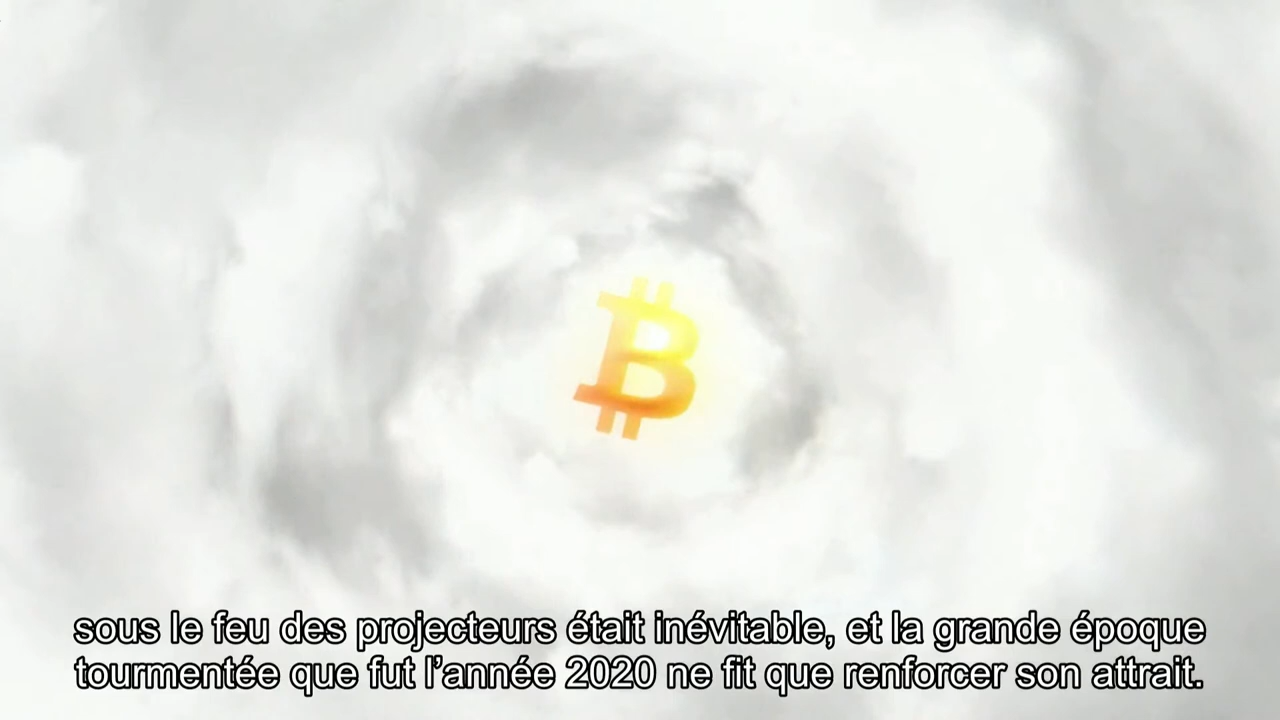 sous le feu des projecteurs était inévitable, et la grande époque
tourmentée que fut l’année 2020 ne fit que renforcer son attrait.